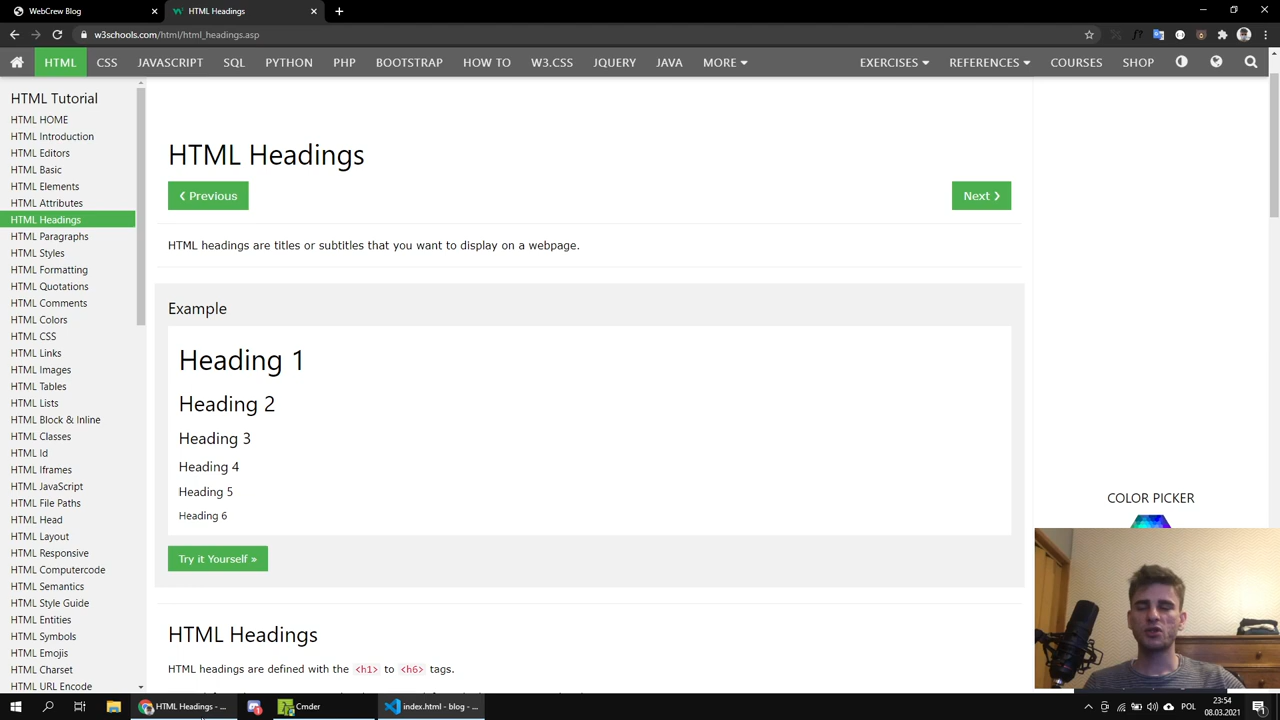 WebCrew Blog
HTML Headings
w3schools.com/html/html_headings.asp
HTML CSS JAVASCRIPT SQL PYTHON PHP BOOTSTRAP HOW TO W3.CSS JQUERY JAVA MORE EXERCISES REFERENCES COURSES SHOP
HTML Tutorial
HTML HOME
HTML Introduction
HTML Editors
HTML Basic
HTML Elements
HTML Attributes
HTML Headings
HTML Paragraphs
HTML Styles
HTML Formatting
HTML Quotations
HTML Comments
HTML Colors
HTML CSS
HTML Links
HTML Images
HTML Tables
HTML Lists
HTML Block & Inline
HTML Classes
HTML Id
HTML Iframes
HTML JavaScript
HTML File Paths
HTML Head
HTML Layout
HTML Responsive
HTML Computercode
HTML Semantics
HTML Style Guide
HTML Entities
HTML Symbols
HTML Emojis
HTML Charset
HTML URL Encode
HTML Headings
❮ Previous
Next ❯
HTML headings are titles or subtitles that you want to display on a webpage.
Example
Heading 1
Heading 2
Heading 3
Heading 4
Heading 5
Heading 6
Try it Yourself »
HTML Headings
HTML headings are defined with the <h1> to <h6> tags.
COLOR PICKER
HTML Headings - ...
Cmder
index.html - blog - ...
POL
23:54
08.03.2021